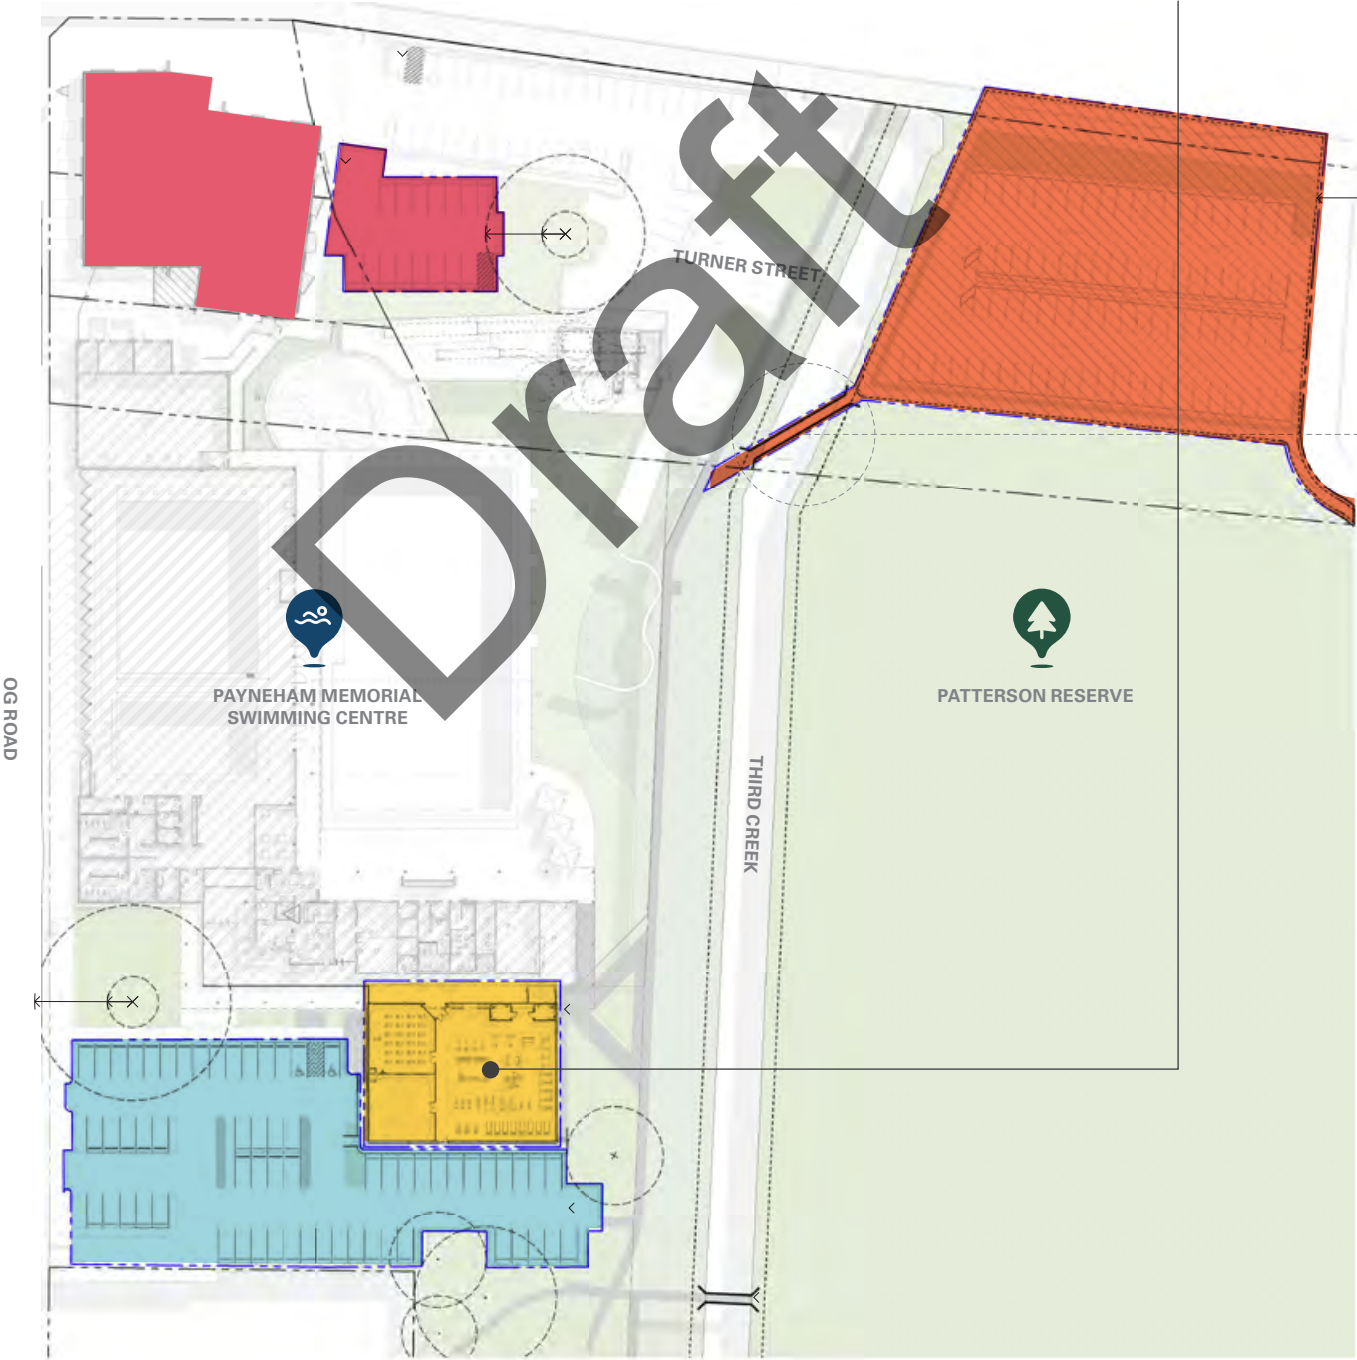 Draft
TURNER STREET
PAYNEHAM MEMORIAL
SWIMMING CENTRE
PATTERSON RESERVE
OG ROAD
THIRD CREEK